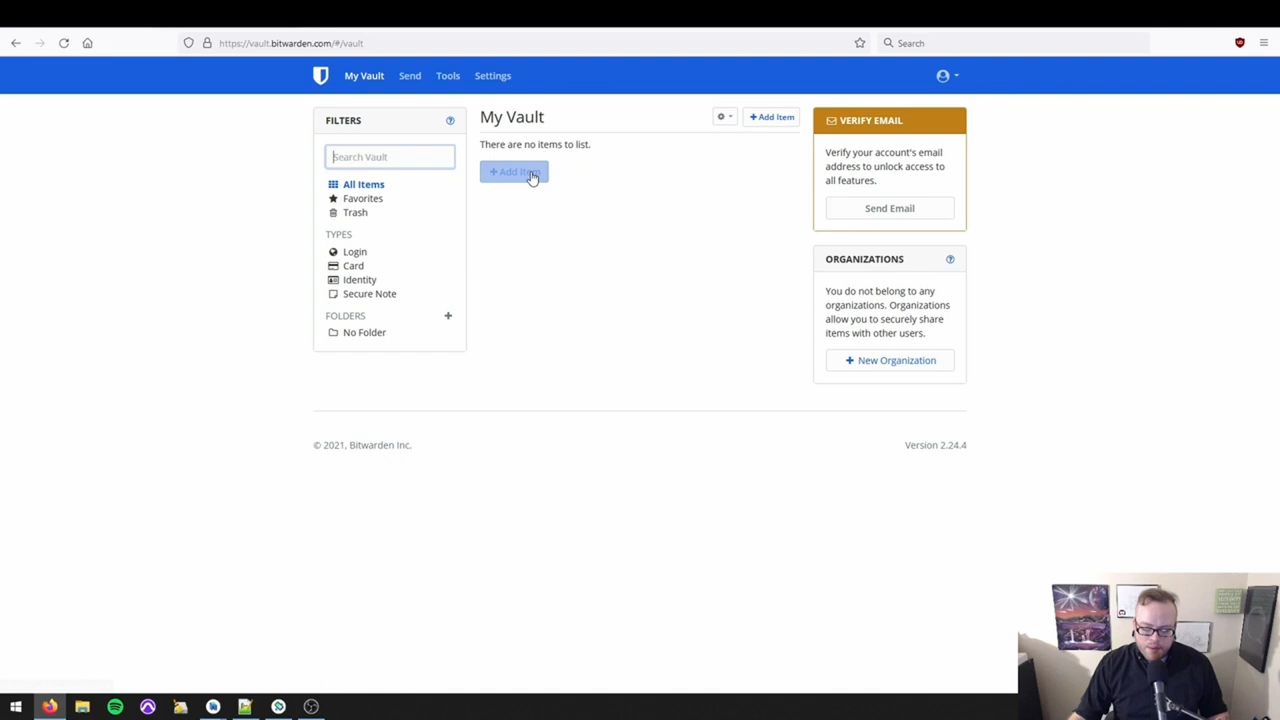 https://vault.bitwarden.com/#/vault
Search
My Vault
Send
Tools
Settings
FILTERS
Search Vault
All Items
Favorites
Trash
TYPES
Login
Card
Identity
Secure Note
FOLDERS
No Folder
My Vault
Add Item
There are no items to list.
Add Item
VERIFY EMAIL
Verify your account's email
address to unlock access to
all features.
Send Email
ORGANIZATIONS
You do not belong to any
organizations. Organizations
allow you to securely share
items with other users.
New Organization
© 2021, Bitwarden Inc.
Version 2.24.4